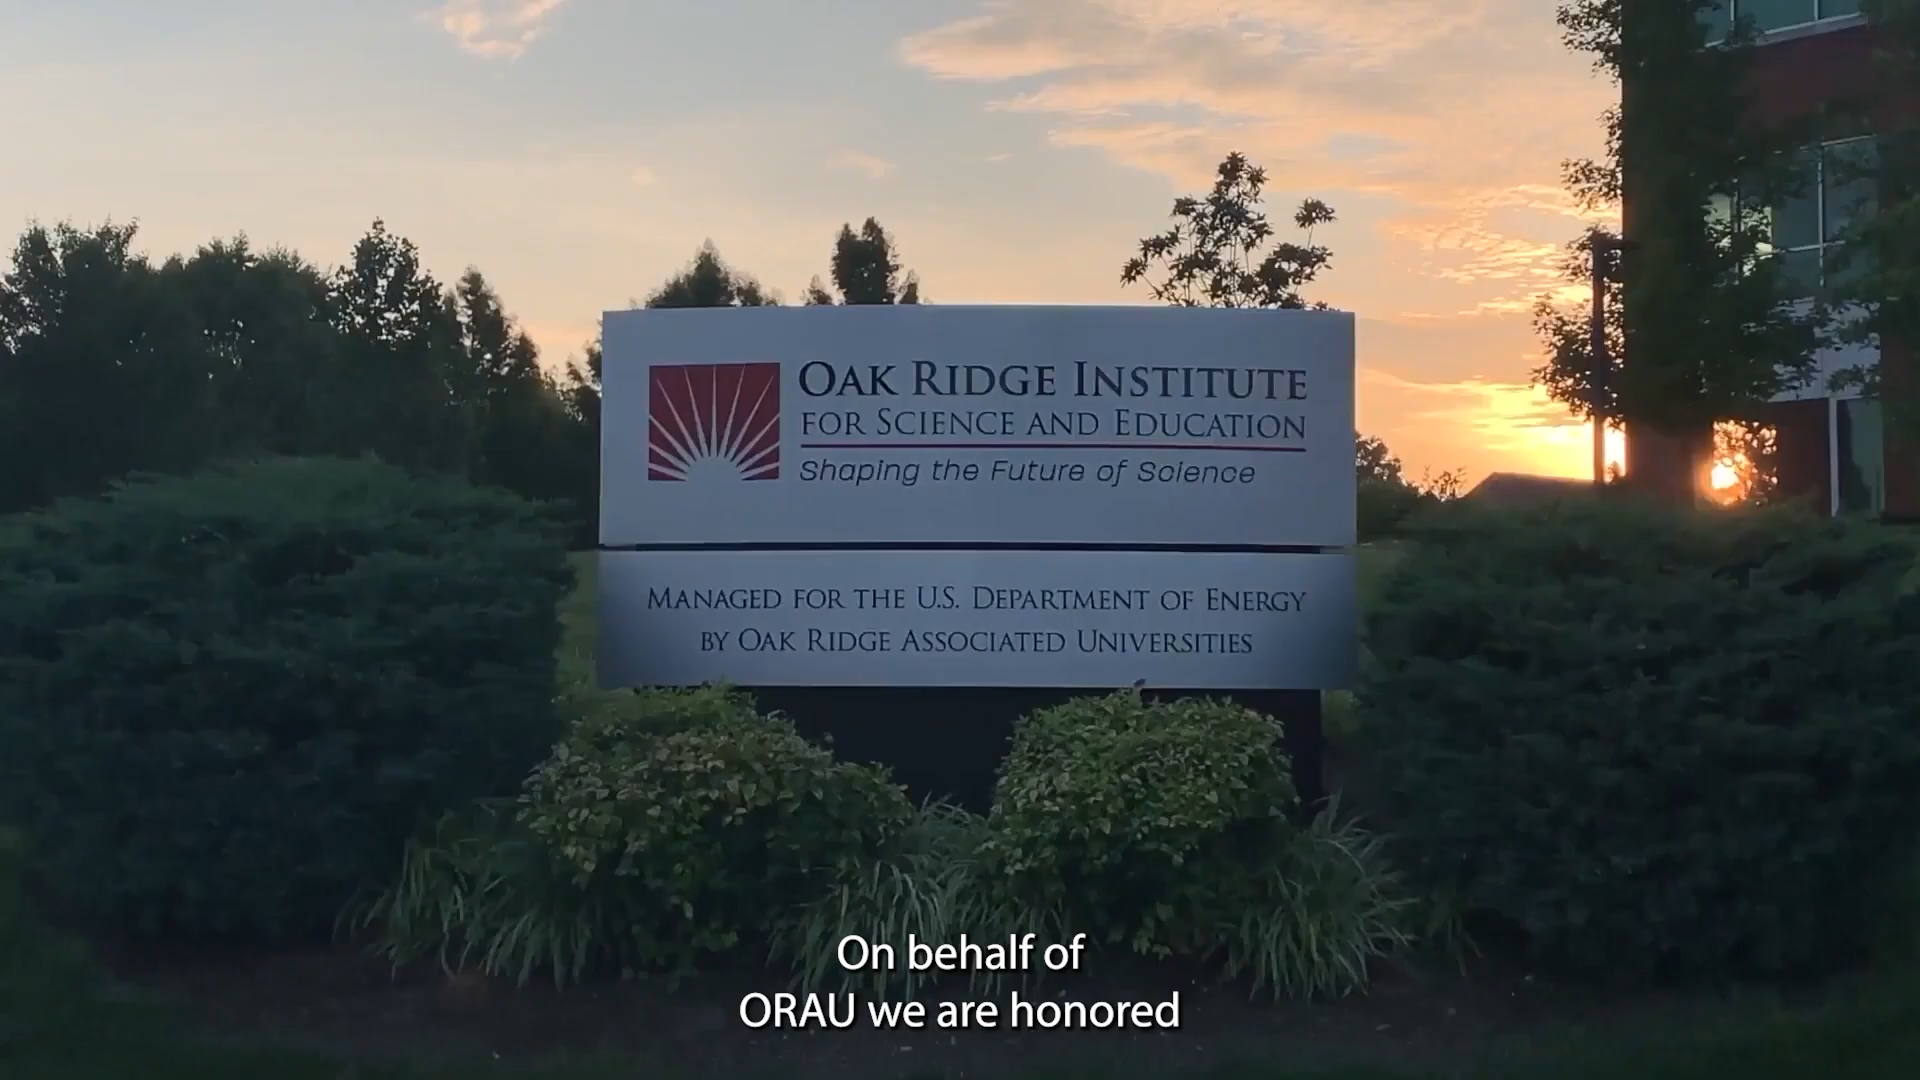 OAK RIDGE INSTITUTE
FOR SCIENCE AND EDUCATION
Shaping the Future of Science
MANAGED FOR THE U.S. DEPARTMENT OF ENERGY
BY OAK RIDGE ASSOCIATED UNIVERSITIES
On behalf of
ORAU we are honored